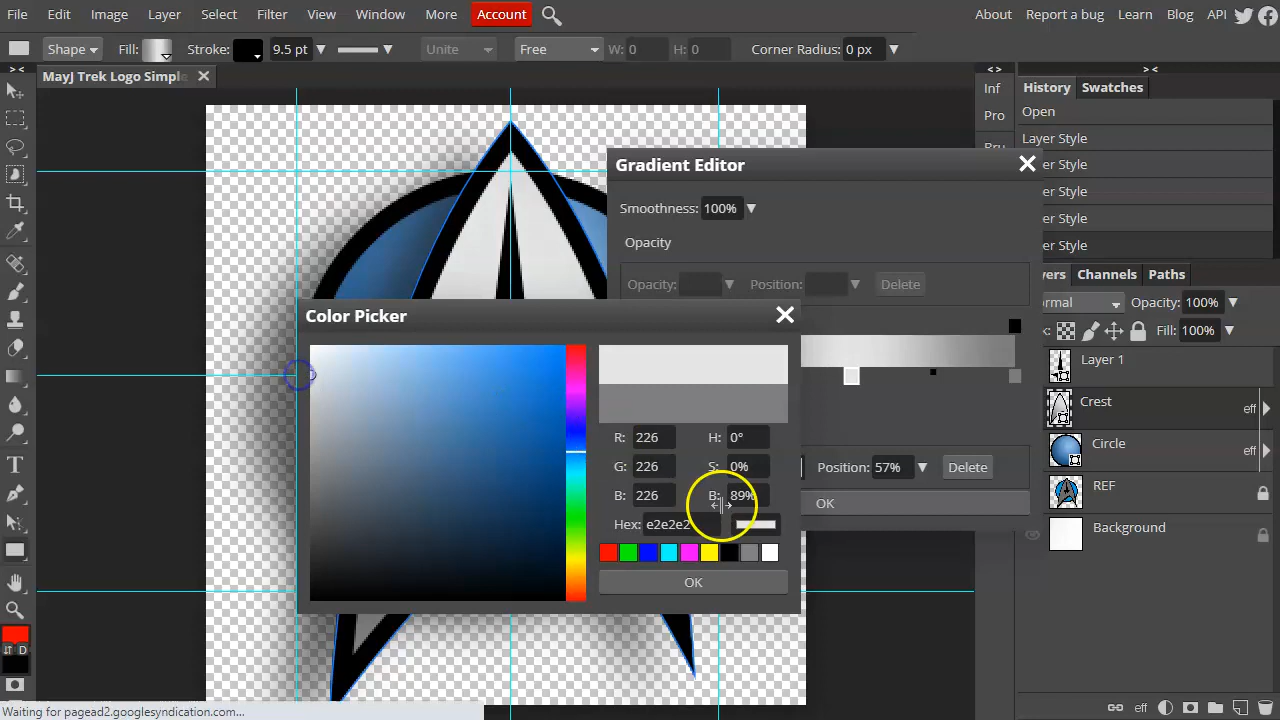 File Edit Image Layer Select Filter View Window More Account About Report a bug Learn Blog API
Shape Fill: Stroke: 9.5 pt Unite Free W: 0 H: 0 Corner Radius: 0 px
> < < > > <
MayJ Trek Logo Simple
Inf
Pro
History Swatches
Open
Layer Style
er Style
er Style
er Style
er Style
Gradient Editor
Smoothness: 100%
Opacity
Opacity: Position: Delete
Position: 57% Delete
OK
Color Picker
R: 226 H: 0°
G: 226 S: 0%
B: 226 B: 89%
Hex: e2e2e2
OK
yers Channels Paths
rmal Opacity: 100%
k: Fill: 100%
Layer 1
Crest eff
Circle eff
REF
Background
eff
D
Waiting for pagead2.googlesyndication.com...